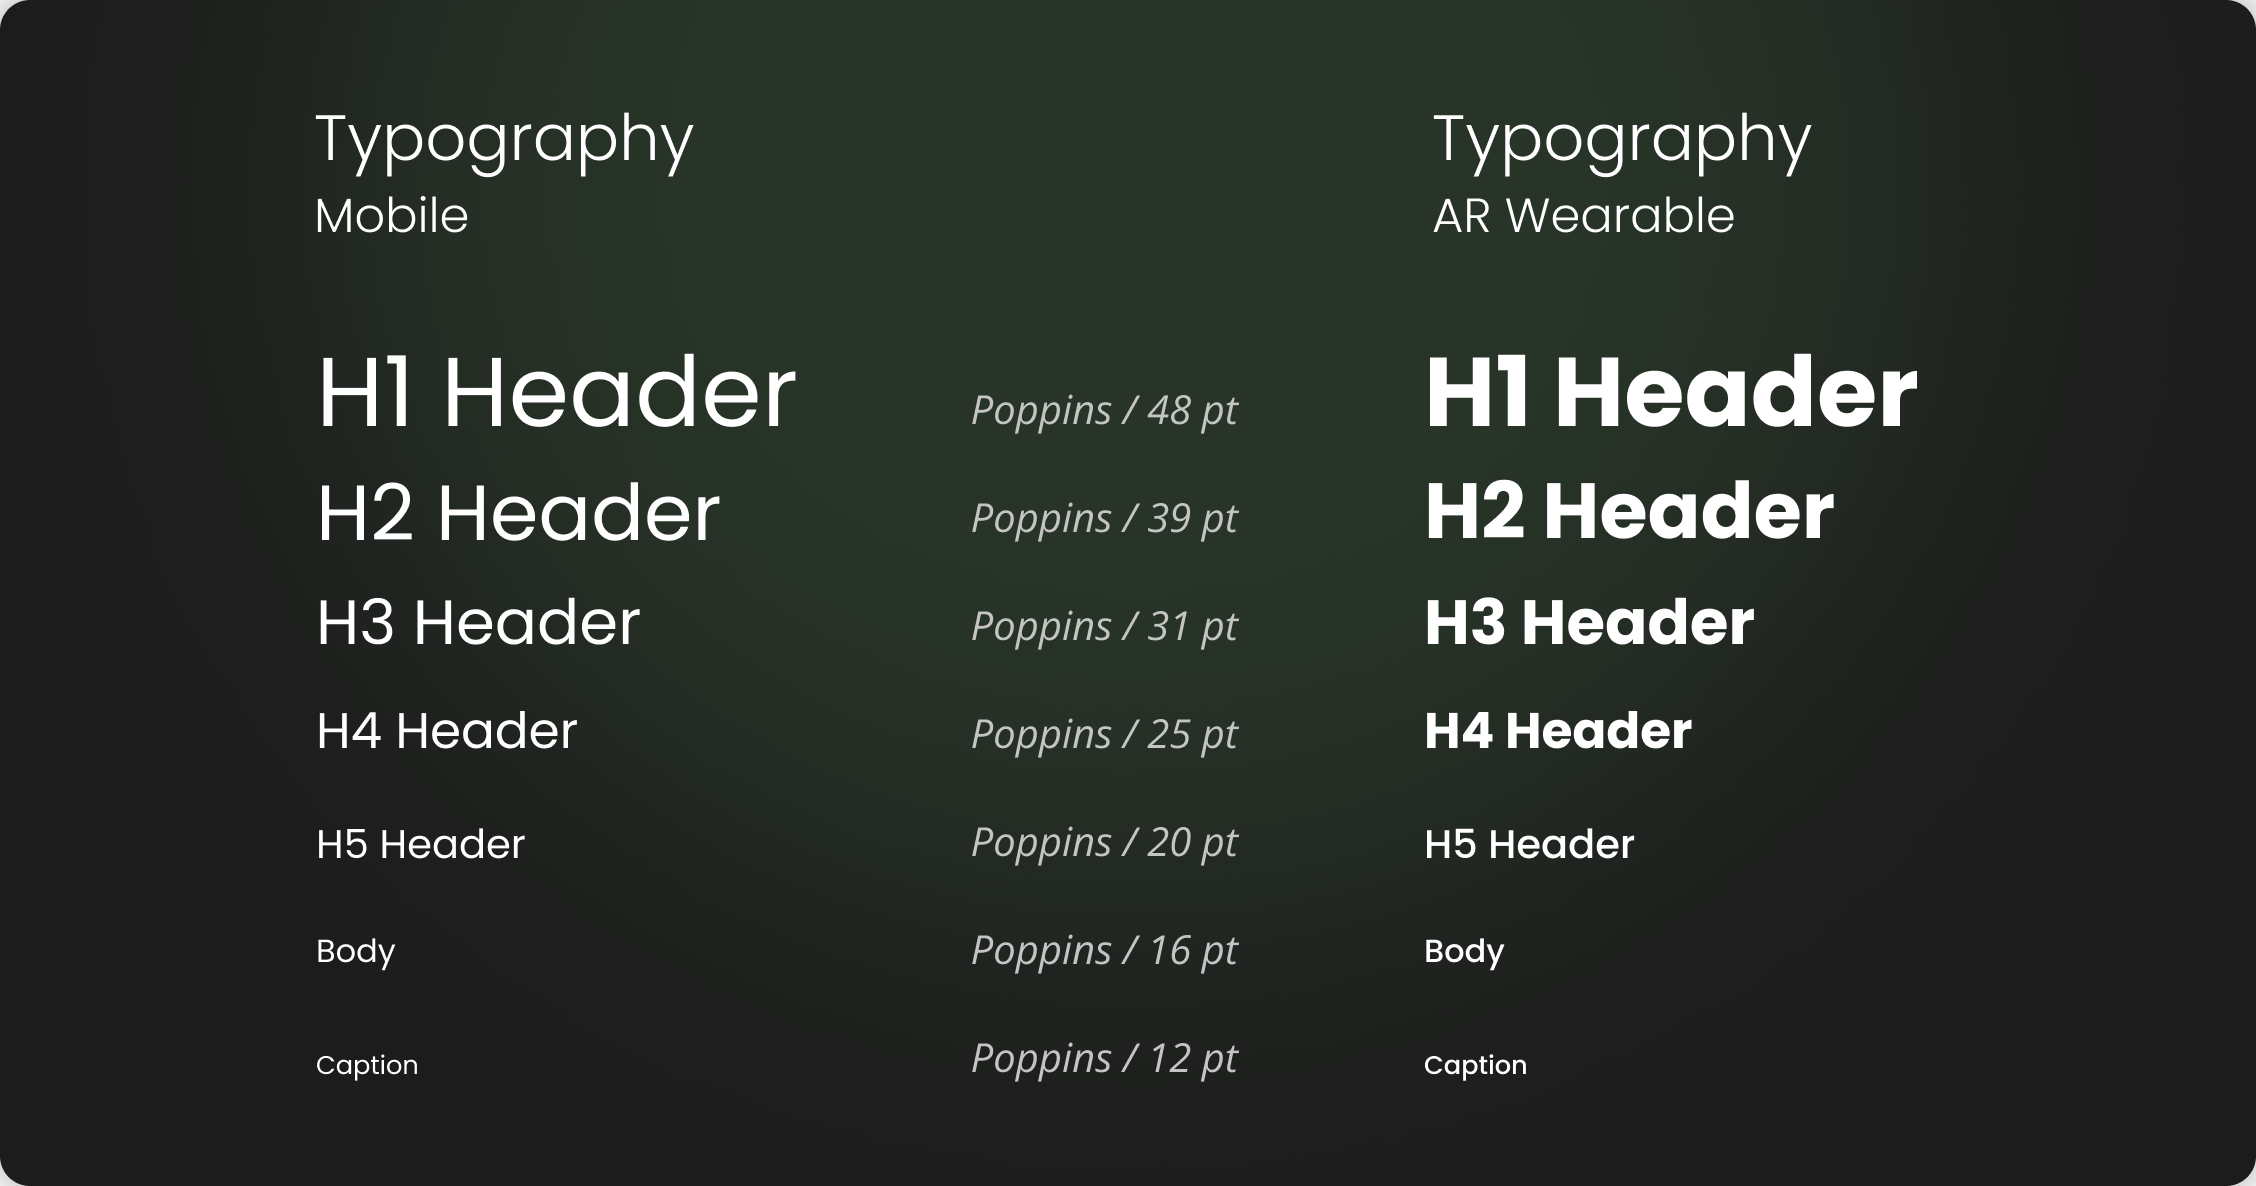 Typography
Mobile
Typography
AR Wearable
H1 Header
Poppins / 48 pt
H1 Header
H2 Header
Poppins / 39 pt
H2 Header
H3 Header
Poppins / 31 pt
H3 Header
H4 Header
Poppins / 25 pt
H4 Header
H5 Header
Poppins / 20 pt
H5 Header
Body
Poppins / 16 pt
Body
Caption
Poppins / 12 pt
Caption